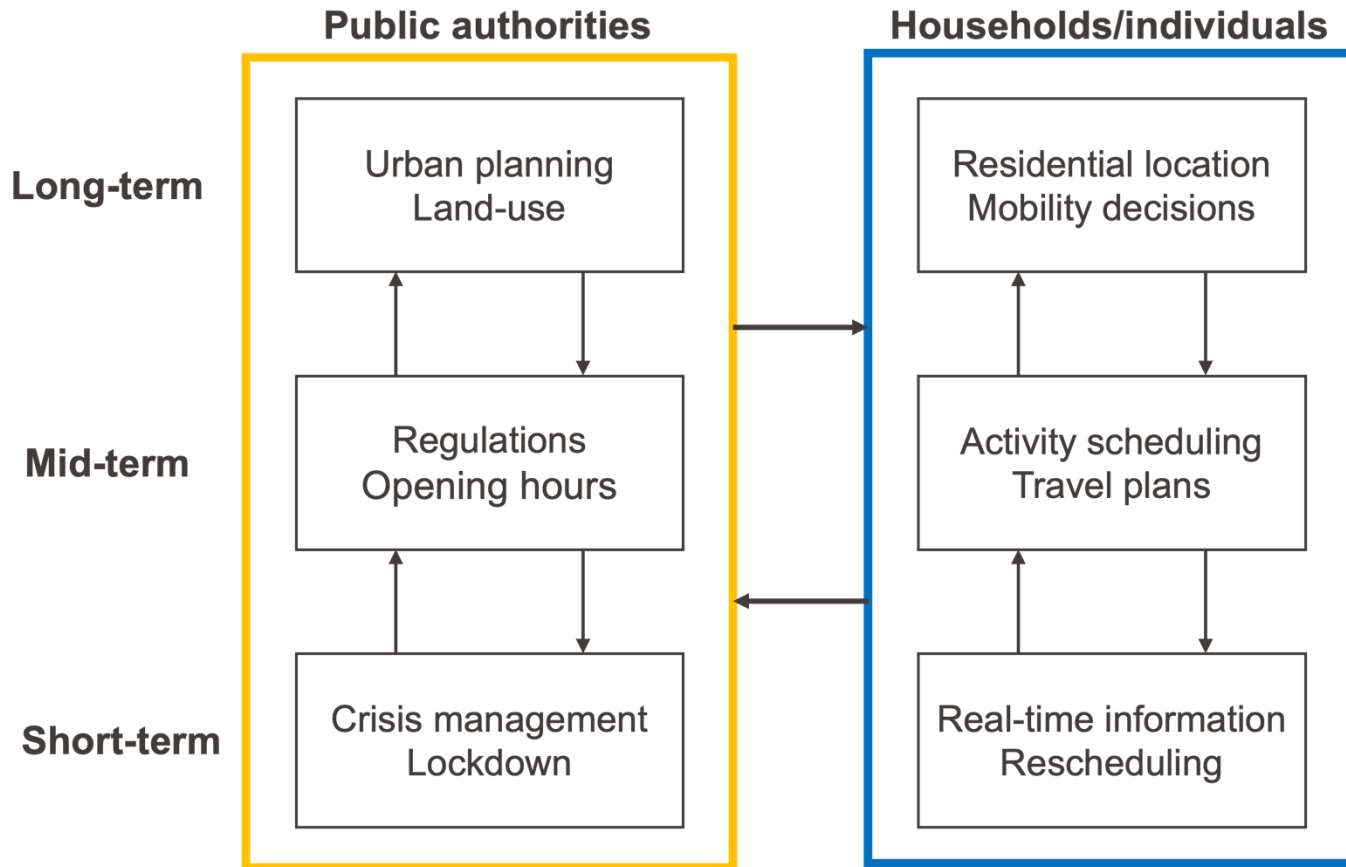 Public authorities
Households/individuals
Long-term
Urban planning
Land-use
Residential location
Mobility decisions
Mid-term
Regulations
Opening hours
Activity scheduling
Travel plans
Short-term
Crisis management
Lockdown
Real-time information
Rescheduling